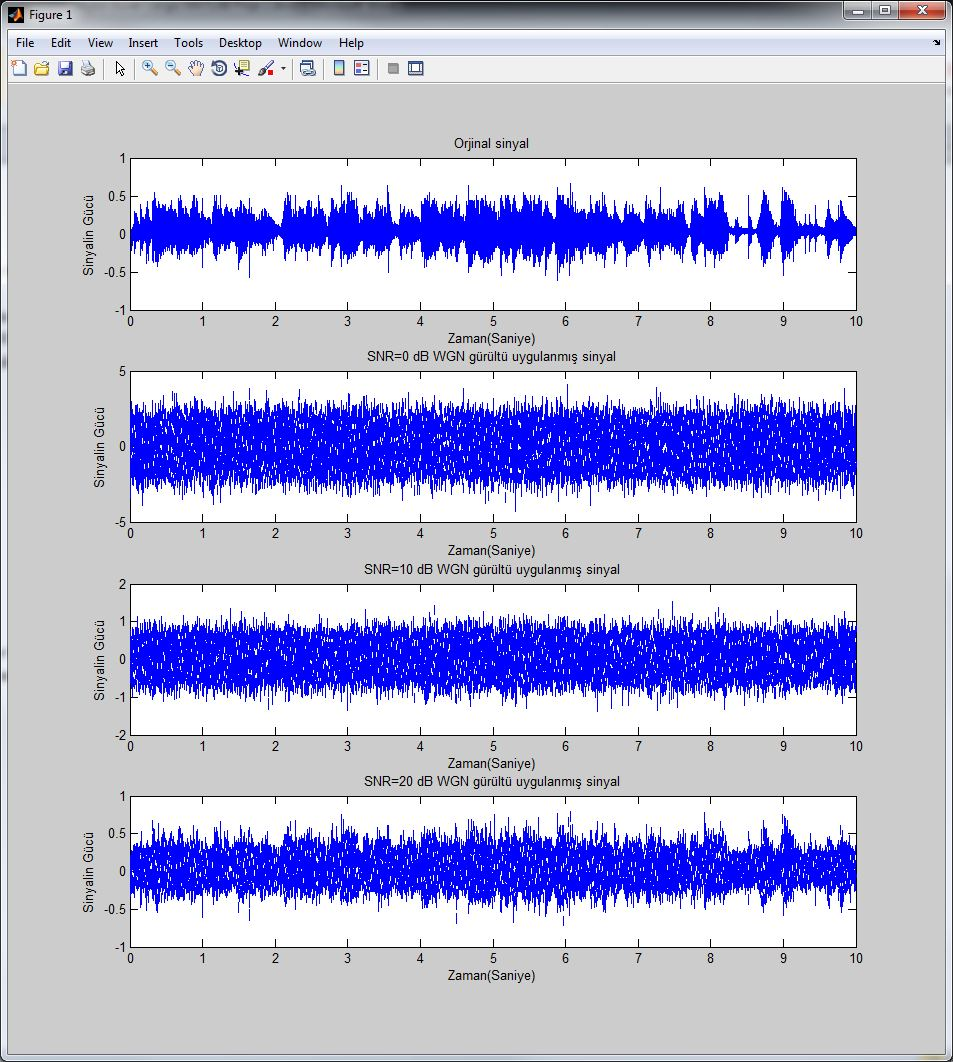 Figure 1
File Edit View Insert Tools Desktop Window Help
Orjinal sinyal
Sinyalin Gücü
1
0.5
0
-0.5
-1
0 1 2 3 4 5 6 7 8 9 10
Zaman(Saniye)
SNR=0 dB WGN gürültü uygulanmış sinyal
Sinyalin Gücü
5
0
-5
0 1 2 3 4 5 6 7 8 9 10
Zaman(Saniye)
SNR=10 dB WGN gürültü uygulanmış sinyal
Sinyalin Gücü
2
1
0
-1
-2
0 1 2 3 4 5 6 7 8 9 10
Zaman(Saniye)
SNR=20 dB WGN gürültü uygulanmış sinyal
Sinyalin Gücü
1
0.5
0
-0.5
-1
0 1 2 3 4 5 6 7 8 9 10
Zaman(Saniye)